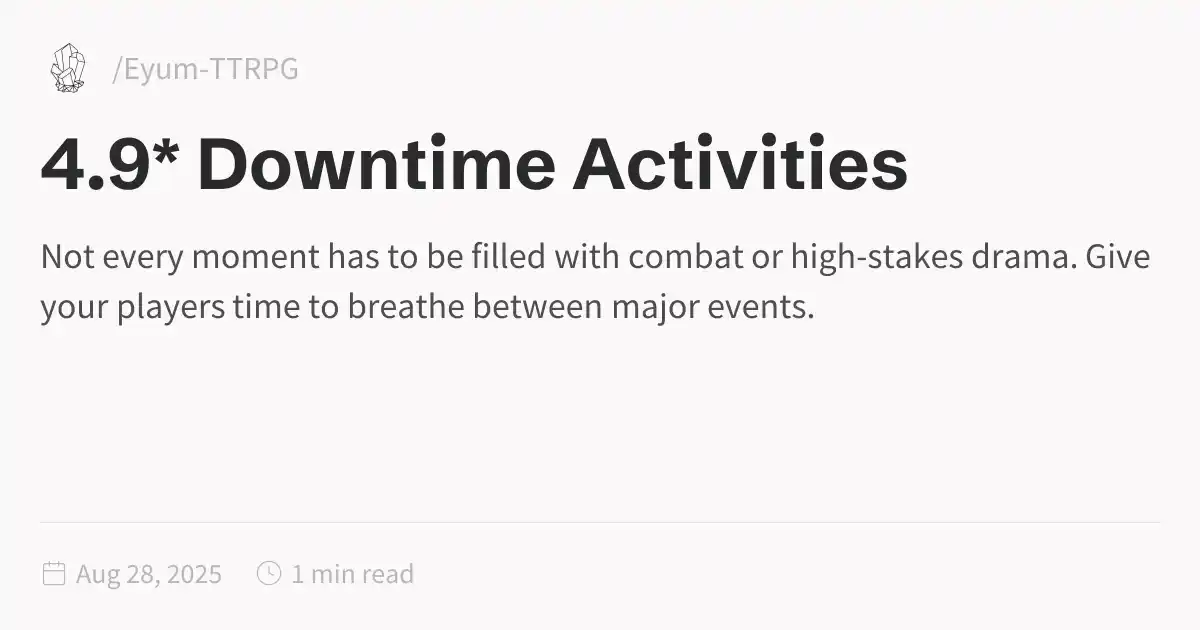 /Eyum-TTRPG
4.9* Downtime Activities
Not every moment has to be filled with combat or high-stakes drama. Give
your players time to breathe between major events.
Aug 28, 2025 1 min read